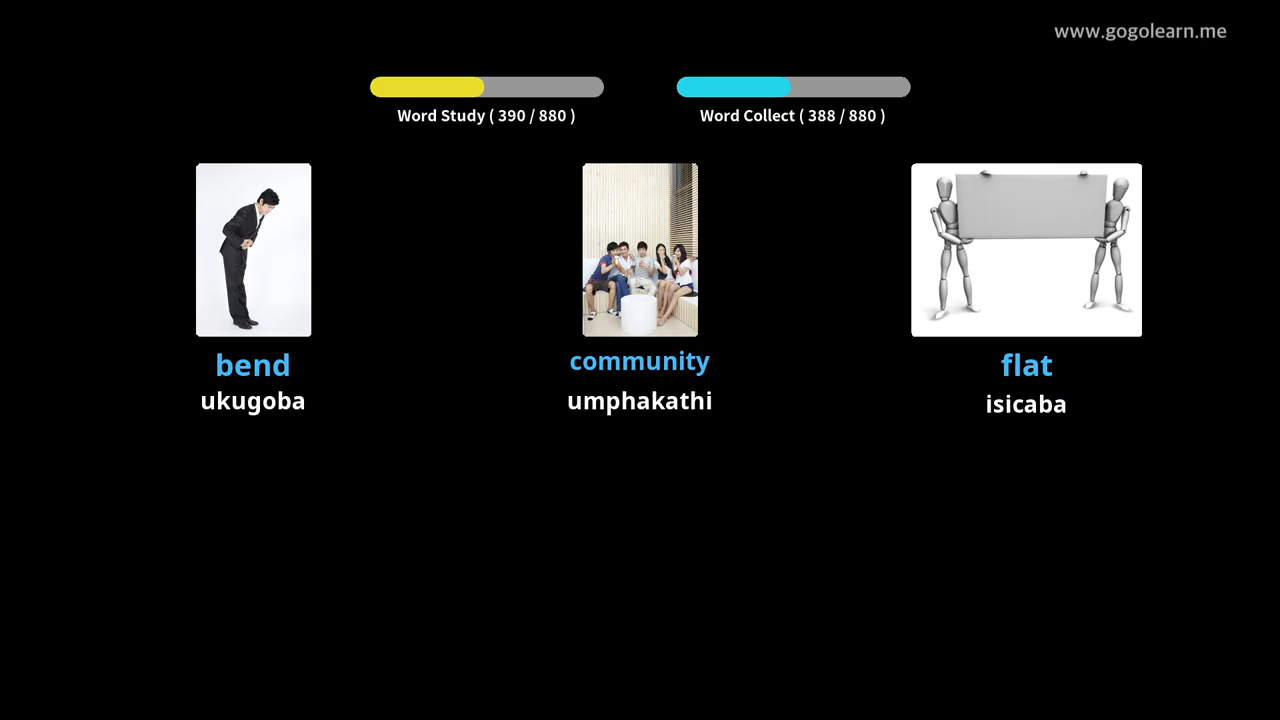 www.gogolearn.me
Word Study ( 390 / 880 )
Word Collect ( 388 / 880 )
bend
ukugoba
community
umphakathi
flat
isicaba